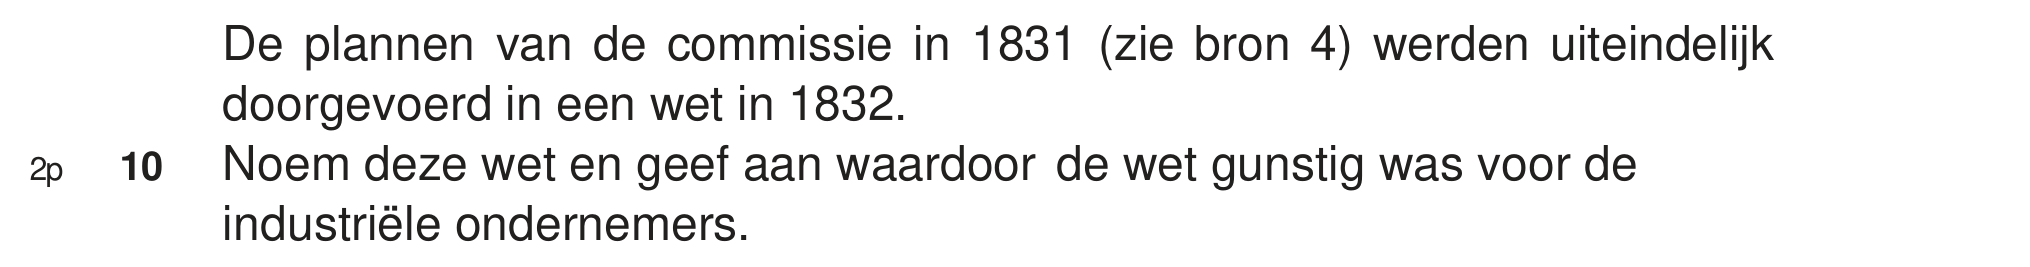 De plannen van de commissie in 1831 (zie bron 4) werden uiteindelijk
doorgevoerd in een wet in 1832.
2p 10 Noem deze wet en geef aan waardoor de wet gunstig was voor de
industriële ondernemers.